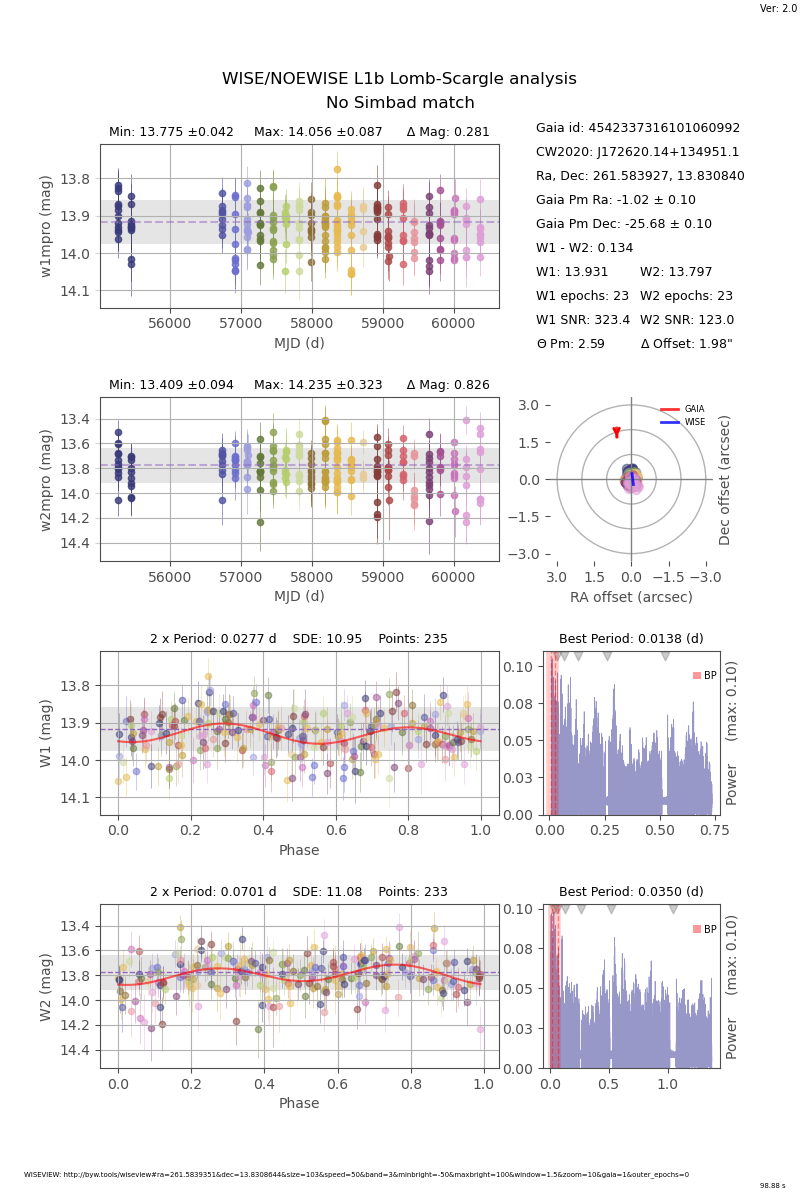 Ver: 2.0
WISE/NOEWISE L1b Lomb-Scargle analysis
No Simbad match
Min: 13.775 ±0.042 Max: 14.056 ±0.087 Δ Mag: 0.281
13.8
13.9
14.0
14.1
w1mpro (mag)
56000 57000 58000 59000 60000
MJD (d)
Gaia id: 4542337316101060992
CW2020: J172620.14+134951.1
Ra, Dec: 261.583927, 13.830840
Gaia Pm Ra: -1.02 ± 0.10
Gaia Pm Dec: -25.68 ± 0.10
W1 - W2: 0.134
W1: 13.931 W2: 13.797
W1 epochs: 23 W2 epochs: 23
W1 SNR: 323.4 W2 SNR: 123.0
Θ Pm: 2.59 Δ Offset: 1.98"
Min: 13.409 ±0.094 Max: 14.235 ±0.323 Δ Mag: 0.826
13.4
13.6
13.8
14.0
14.2
14.4
w2mpro (mag)
56000 57000 58000 59000 60000
MJD (d)
GAIA
WISE
3.0
1.5
0.0
−1.5
−3.0
3.0 1.5 0.0 −1.5 −3.0
RA offset (arcsec)
Dec offset (arcsec)
2 x Period: 0.0277 d SDE: 10.95 Points: 235
13.8
13.9
14.0
14.1
W1 (mag)
0.0 0.2 0.4 0.6 0.8 1.0
Phase
Best Period: 0.0138 (d)
BP
0.10
0.08
0.05
0.03
0.00
0.00 0.25 0.50 0.75
Power (max: 0.10)
2 x Period: 0.0701 d SDE: 11.08 Points: 233
13.4
13.6
13.8
14.0
14.2
14.4
W2 (mag)
0.0 0.2 0.4 0.6 0.8 1.0
Phase
Best Period: 0.0350 (d)
BP
0.10
0.08
0.05
0.03
0.00
0.0 0.5 1.0
Power (max: 0.10)
WISEVIEW: http://byw.tools/wiseview#ra=261.5839351&dec=13.8308644&size=103&speed=50&band=3&minbright=-50&maxbright=100&window=1.5&zoom=10&gaia=1&outer_epochs=0
98.88 s